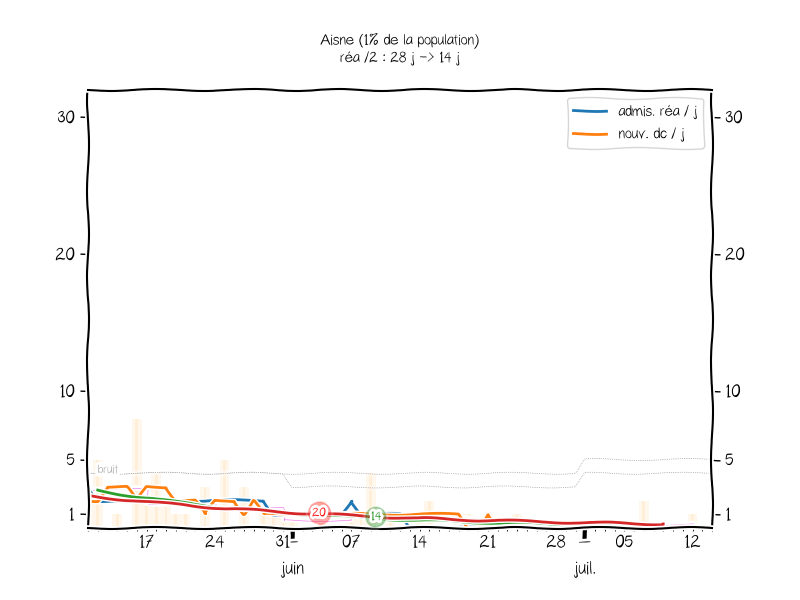 Aisne (1% de la population)
réa /2 : 28 j -> 14 j
admis. réa / j
nouv. dc / j
30
30
20
20
10
10
5
5
bruit
1
1
20
14
17 24 31 07 14 21 28 05 12
juin juil.